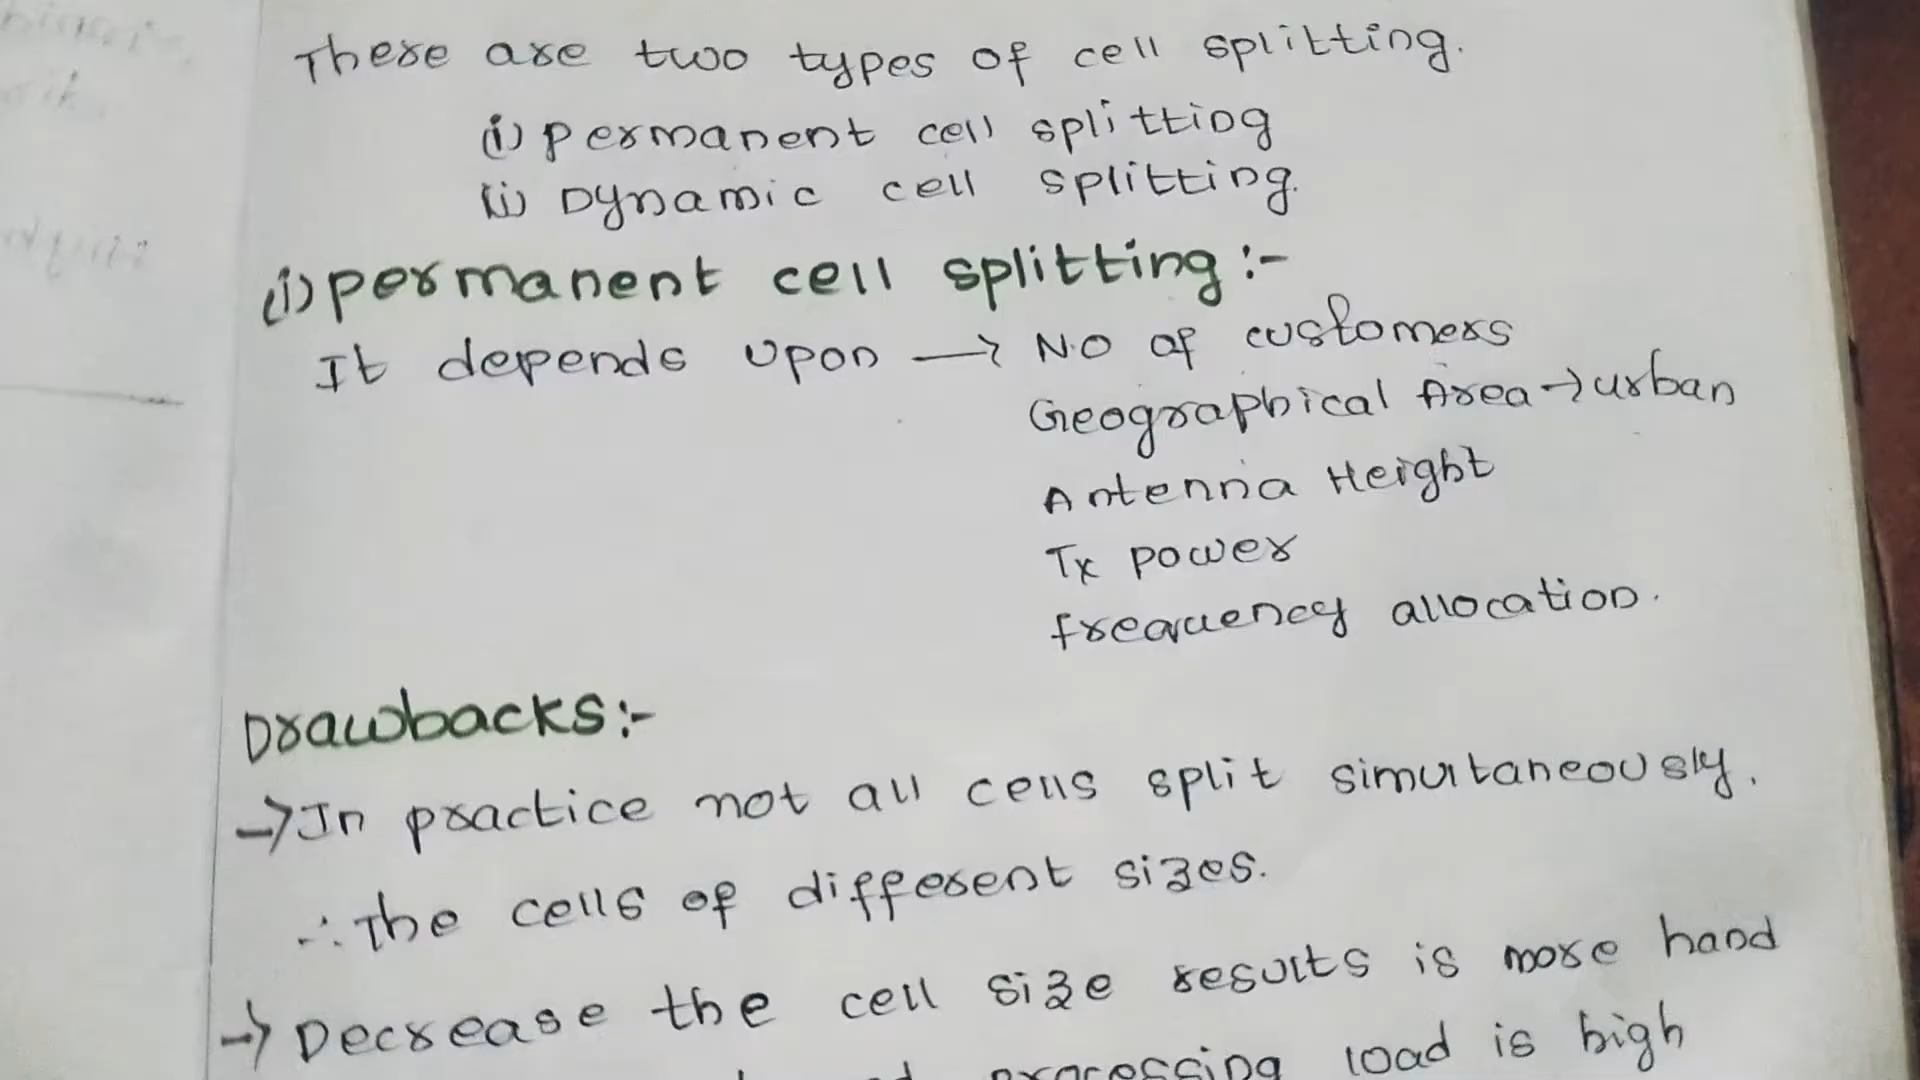 There are two types of cell splitting.
(i) permanent cell splitting
(ii) Dynamic cell splitting.
(i) permanent cell splitting :-
It depends upon → N.O of customers
Geographical Area → urban
Antenna Height
Tx power
frequency allocation.
Drawbacks :-
→ In practice not all cells split simultaneously.
∴ The cells of different sizes.
→ Decrease the cell size results is more hand
processing load is high